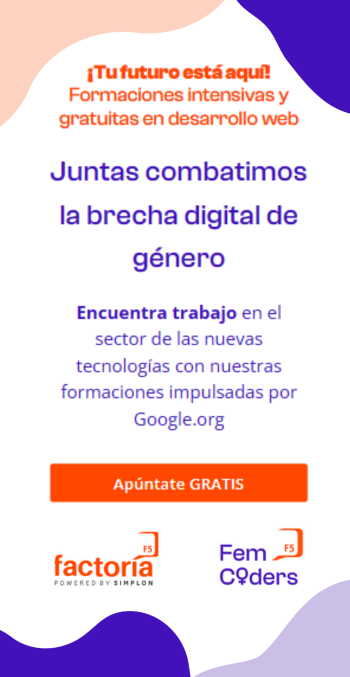 ¡Tu futuro está aquí!
Formaciones intensivas y
gratuitas en desarrollo web
Juntas combatimos
la brecha digital de
género
Encuentra trabajo en el
sector de las nuevas
tecnologías con nuestras
formaciones impulsadas por
Google.org
Apúntate GRATIS
F5
factoría
POWERED BY SIMPLON
F5
Fem
Coders